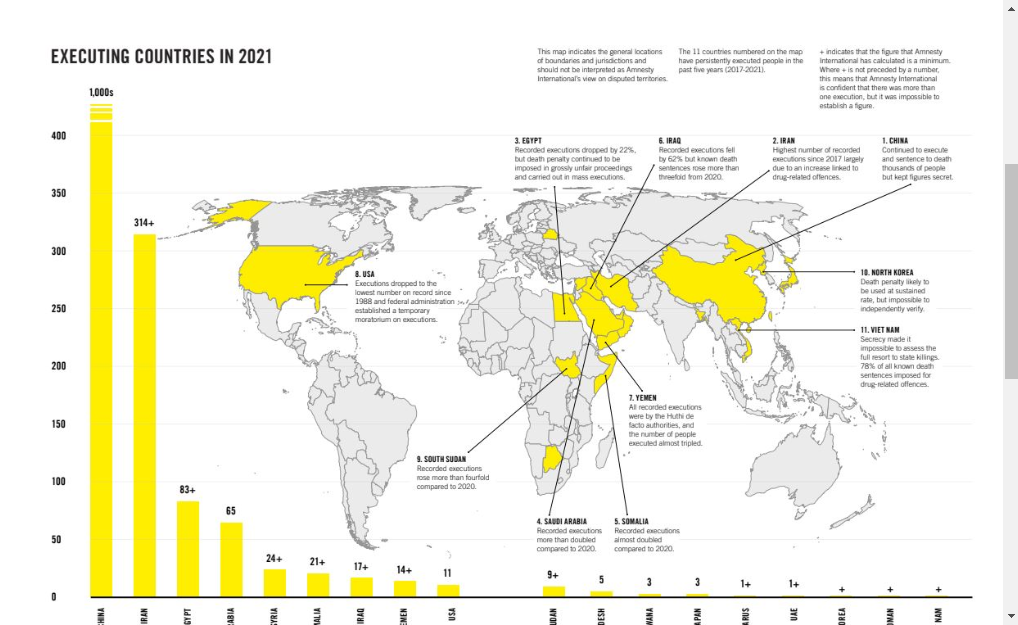 EXECUTING COUNTRIES IN 2021
This map indicates the general locations
of boundaries and jurisdictions and
should not be interpreted as Amnesty
International's view on disputed territories.
The 11 countries numbered on the map
have persistently executed people in the
past five years (2017-2021).
+ indicates that the figure that Amnesty
International has calculated is a minimum.
Where + is not preceded by a number,
this means that Amnesty International
is confident that there was more than
one execution, but it was impossible to
establish a figure.
1,000s
400
350
300
250
200
150
100
50
0
3. EGYPT
Recorded executions dropped by 22%,
but death penalty continued to be
imposed in grossly unfair proceedings
and carried out in mass executions.
6. IRAQ
Recorded executions fell
by 62% but known death
sentences rose more than
threefold from 2020.
2. IRAN
Highest number of recorded
executions since 2017 largely
due to an increase linked to
drug-related offences.
1. CHINA
Continued to execute
and sentence to death
thousands of people
but kept figures secret.
8. USA
Executions dropped to the
lowest number on record since
1988 and federal administration
established a temporary
moratorium on executions.
10. NORTH KOREA
Death penalty likely to
be used at sustained
rate, but impossible to
independently verify.
11. VIET NAM
Secrecy made it
impossible to assess the
full resort to state killings.
78% of all known death
sentences imposed for
drug-related offences.
7. YEMEN
All recorded executions
were by the Huthi de
facto authorities, and
the number of people
executed almost tripled.
9. SOUTH SUDAN
Recorded executions
rose more than fourfold
compared to 2020.
4. SAUDI ARABIA
Recorded executions
more than doubled
compared to 2020.
5. SOMALIA
Recorded executions
almost doubled
compared to 2020.
314+
83+
65
24+
21+
17+
14+
11
9+
5
3
3
1+
1+
+
+
+
HINA
IRAN
GYPT
RABIA
YRIA
MALIA
IRAQ
EMEN
USA
UDAN
DESH
WANA
APAN
ARUS
UAE
OREA
MAN
NAM